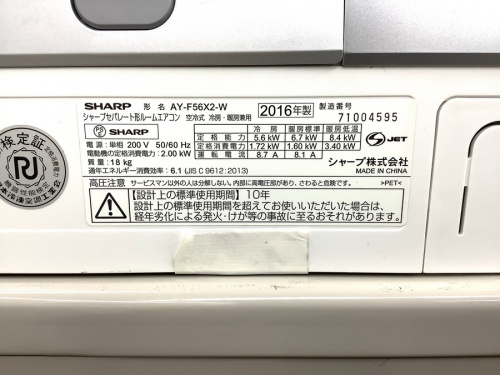 SHARP 形 名 AY-F56X2-W 2016年製 製造番号
シャープセパレート形ルームエアコン 空冷式 冷房・暖房兼用 71004595
PS E SHARP
冷 房 暖房標準 暖房低温
定 格 能 力 5.6 kW 6.7 kW 8.4 kW
電源：単相 200 V 50/60 Hz 定格消費電力 1.72 kW 1.60 kW 3.40 kW
電動機の定格消費電力：2.00 kW 運 転 電 流 8.7 A 8.1 A
S JET
質量：18 kg
シャープ株式会社
通年エネルギー消費効率：6.1 (JIS C 9612:2013)
MADE IN CHINA
高圧注意 サービスマン以外の人は分解しない 内部に高電圧部があり、さわると危険です。 >PET<
【設計上の標準使用期間】10年
設計上の標準使用期間を超えてお使いいただいた場合は、
経年劣化による発火・けが等の事故に至るおそれがあります。
検定証